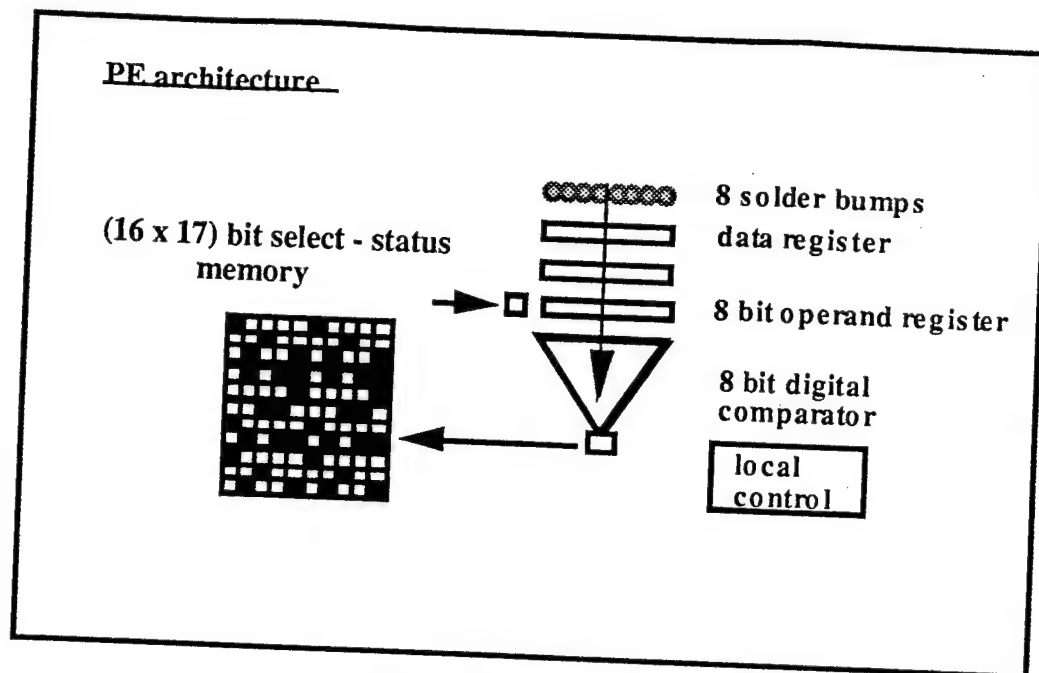 PE architecture
(16 x 17) bit select - status
memory
8 solder bumps
data register
8 bit operand register
8 bit digital
comparator
local
control